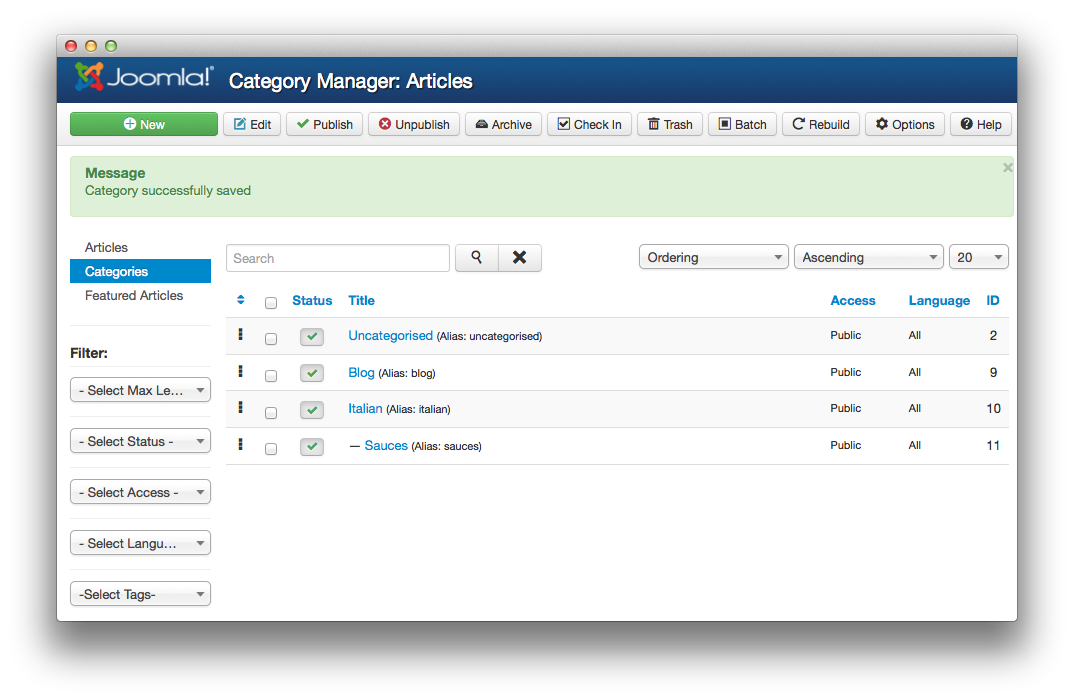 Joomla!® Category Manager: Articles
New Edit Publish Unpublish Archive Check In Trash Batch Rebuild Options Help
Message
Category successfully saved
Articles
Categories
Featured Articles
Search Ordering Ascending 20
Status Title Access Language ID
Uncategorised (Alias: uncategorised) Public All 2
Blog (Alias: blog) Public All 9
Italian (Alias: italian) Public All 10
— Sauces (Alias: sauces) Public All 11
Filter:
- Select Max Le...
- Select Status -
- Select Access -
- Select Langu...
-Select Tags-